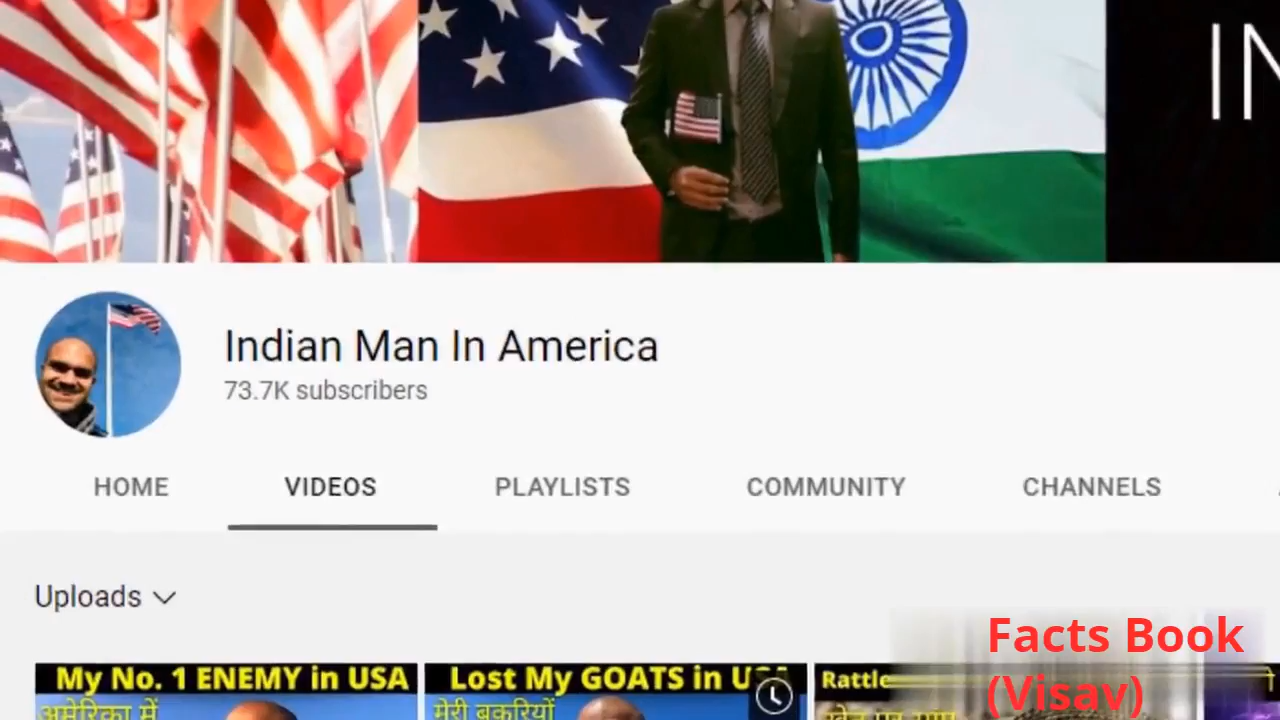 IN
Indian Man In America
73.7K subscribers
HOME VIDEOS PLAYLISTS COMMUNITY CHANNELS
Uploads
Facts Book
(Visav)
My No. 1 ENEMY in USA
अमेरिका में
Lost My GOATS in USA
मेरी बकरियों
Rattle